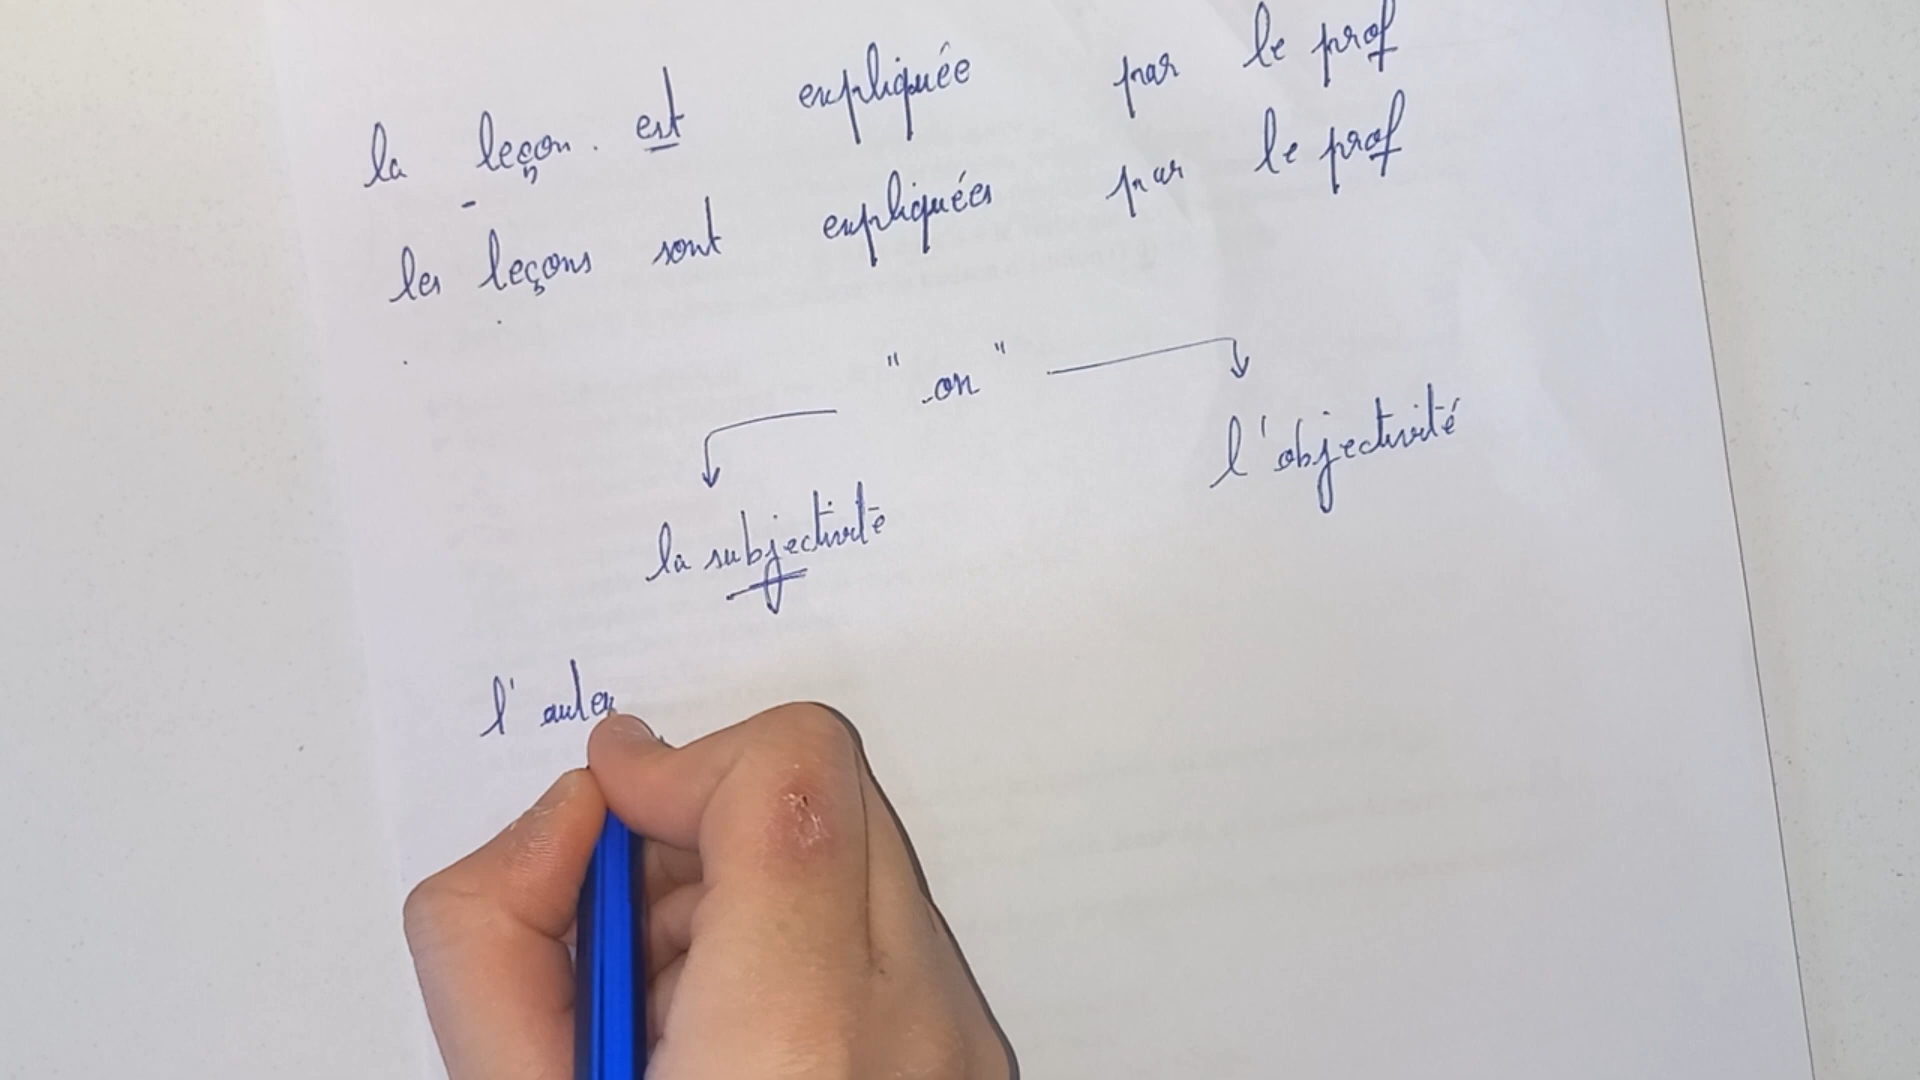 la leçon. est expliquée par le prof
les leçons sont expliquées par le prof
"on"
l'objectivité
la subjectivité
l'auteu